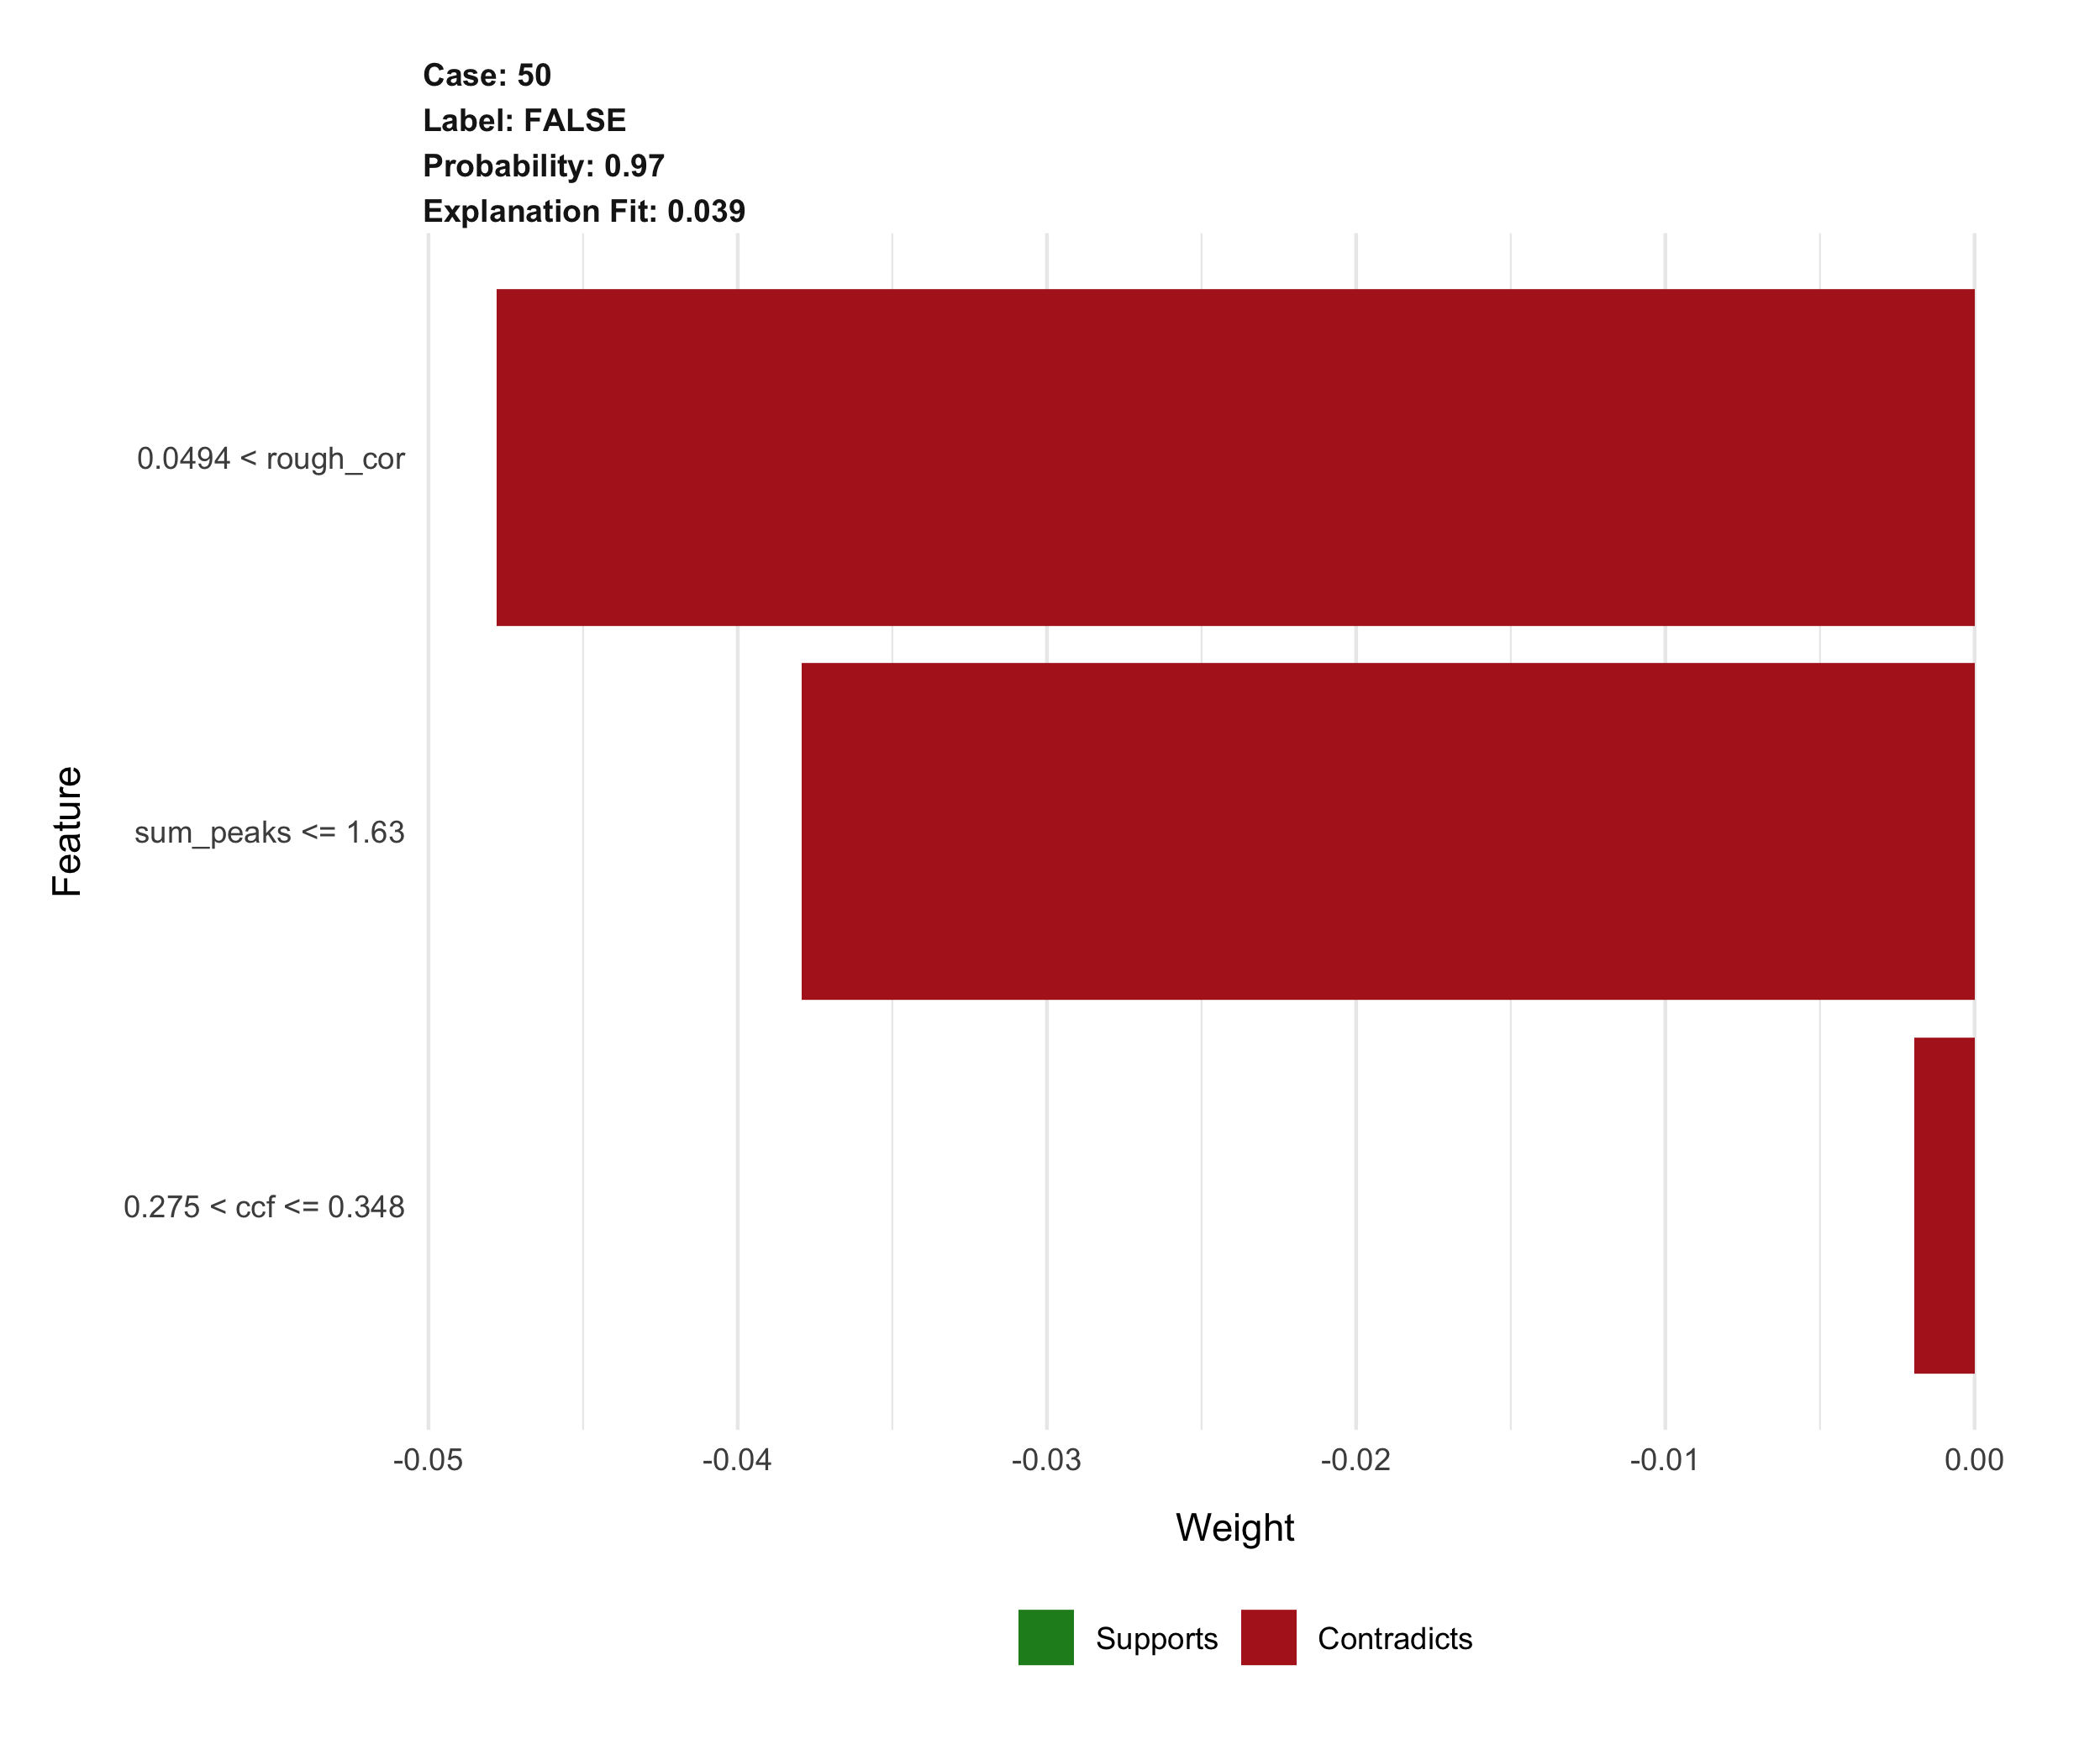 Case: 50
Label: FALSE
Probability: 0.97
Explanation Fit: 0.039
Feature
0.0494 < rough_cor
sum_peaks <= 1.63
0.275 < ccf <= 0.348
-0.05 -0.04 -0.03 -0.02 -0.01 0.00
Weight
Supports Contradicts